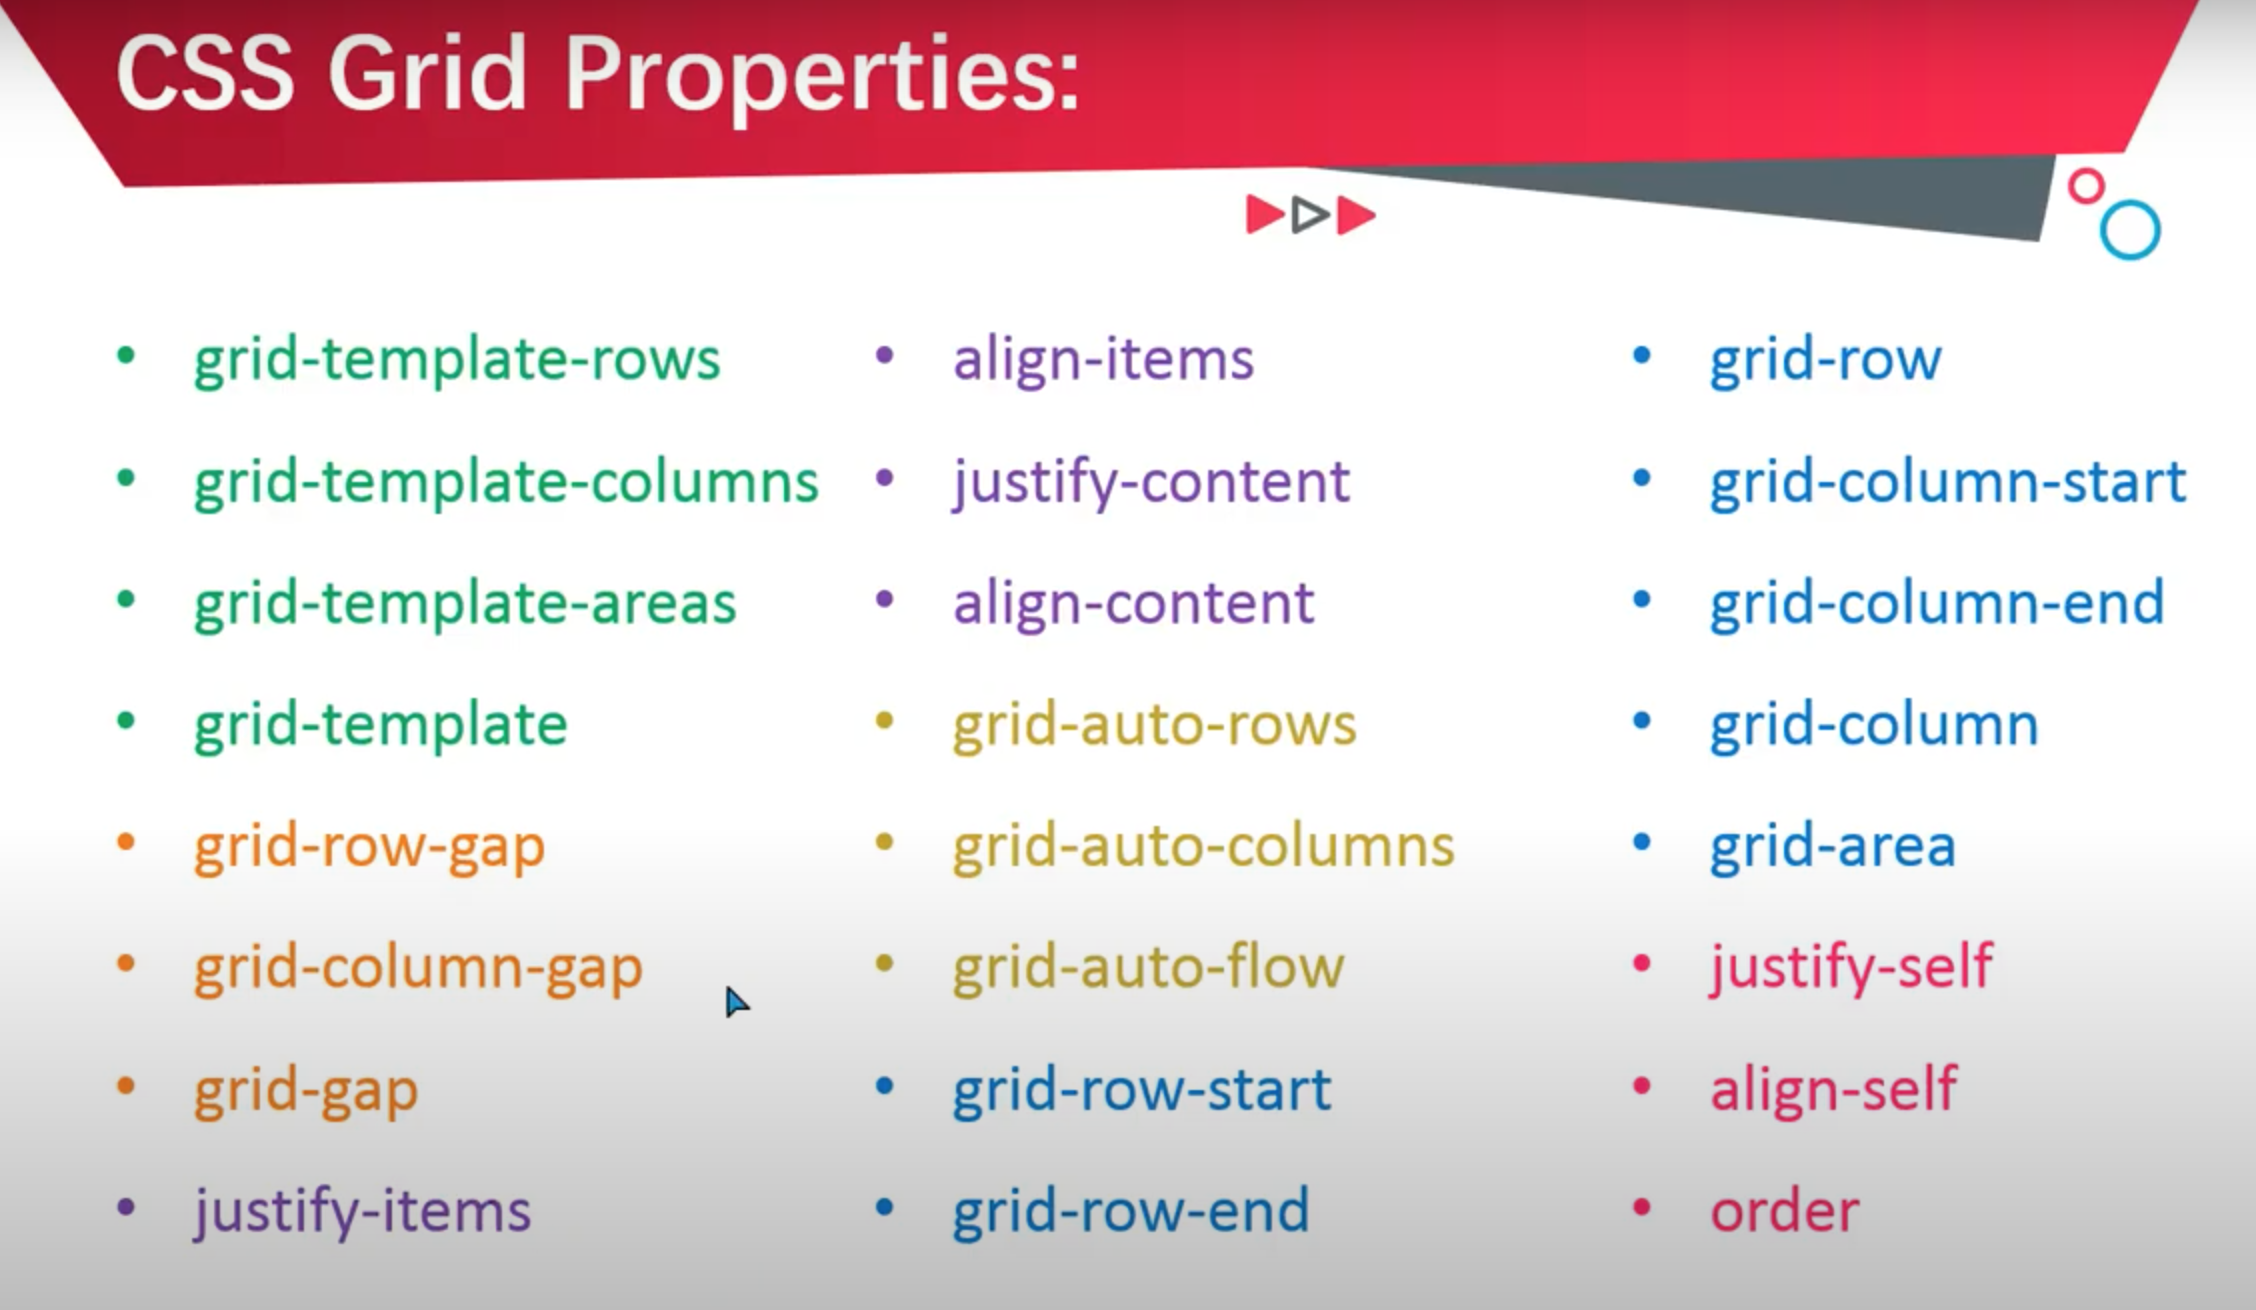 CSS Grid Properties:
• grid-template-rows
• grid-template-columns
• grid-template-areas
• grid-template
• grid-row-gap
• grid-column-gap
• grid-gap
• justify-items
• align-items
• justify-content
• align-content
• grid-auto-rows
• grid-auto-columns
• grid-auto-flow
• grid-row-start
• grid-row-end
• grid-row
• grid-column-start
• grid-column-end
• grid-column
• grid-area
• justify-self
• align-self
• order